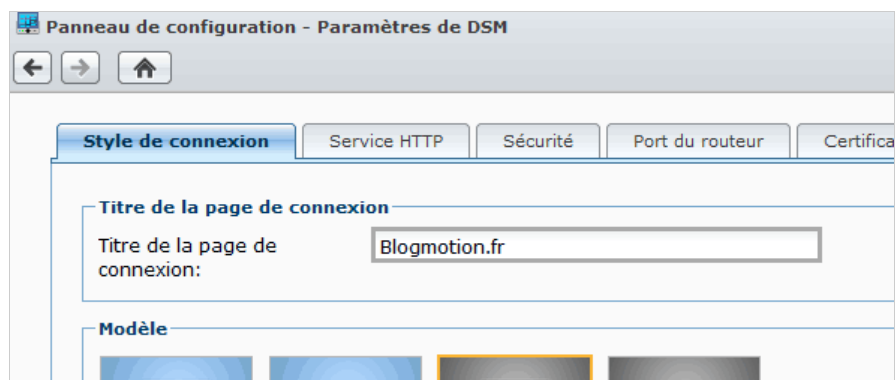 Panneau de configuration - Paramètres de DSM
Style de connexion Service HTTP Sécurité Port du routeur Certifica
Titre de la page de connexion
Titre de la page de Blogmotion.fr
connexion:
Modèle